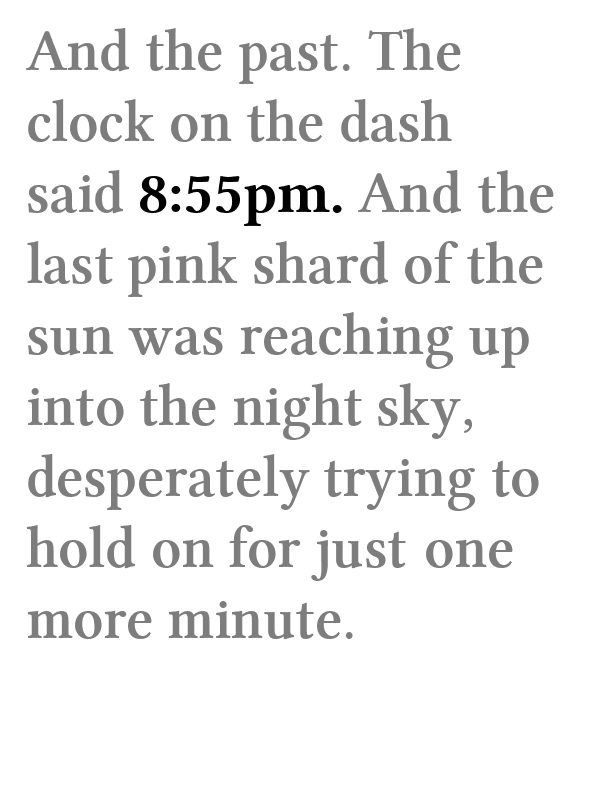 And the past. The
clock on the dash
said 8:55pm. And the
last pink shard of the
sun was reaching up
into the night sky,
desperately trying to
hold on for just one
more minute.